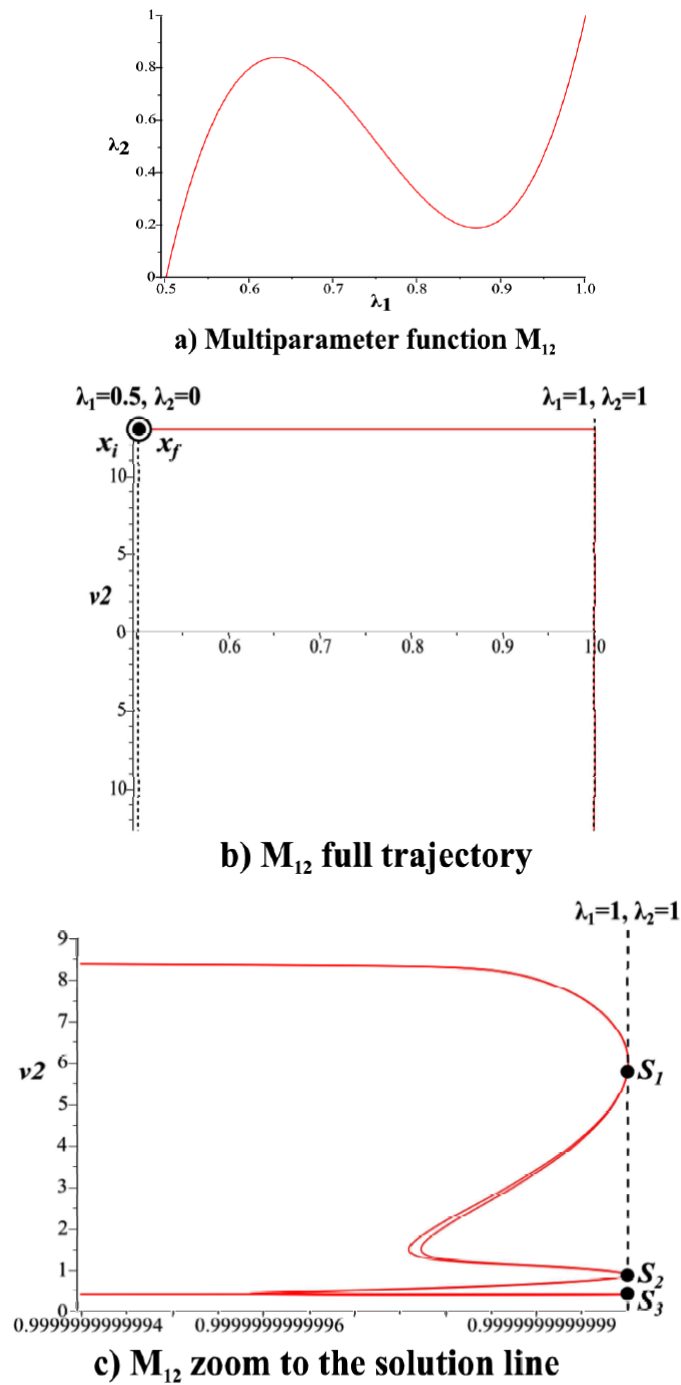 1
0.8
0.6
λ2
0.4
0.2
0
0.5 0.6 0.7 0.8 0.9 1.0
λ1
a) Multiparameter function M12
λ1=0.5, λ2=0 λ1=1, λ2=1
xi xf
10
5
v2
0
0.6 0.7 0.8 0.9 1.0
5
10
b) M12 full trajectory
λ1=1, λ2=1
9
8
7
v2 6 S1
5
4
3
2
1 S2
0 S3
0.99999999999994 0.99999999999996 0.9999999999999
c) M12 zoom to the solution line